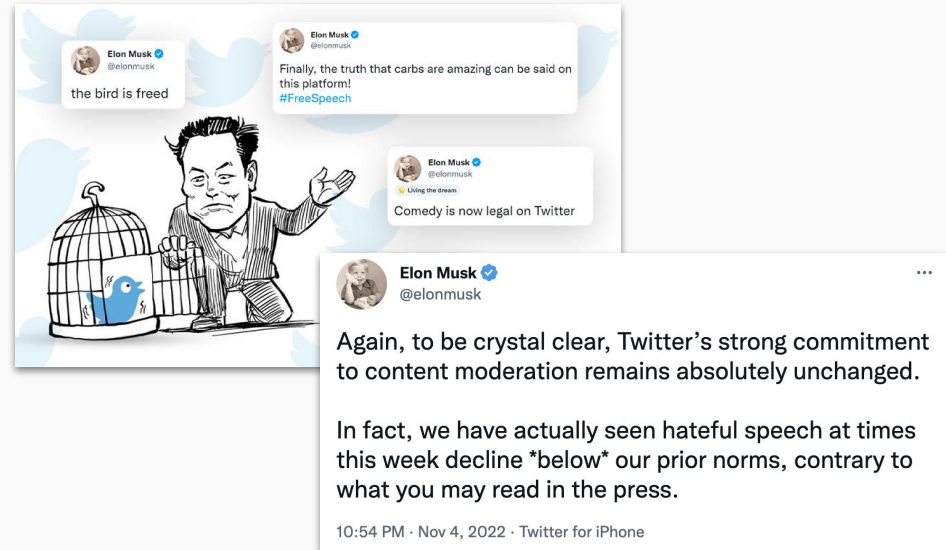 Elon Musk
@elonmusk
the bird is freed
Elon Musk
@elonmusk
Finally, the truth that carbs are amazing can be said on
this platform!
#FreeSpeech
Elon Musk
@elonmusk
Living the dream
Comedy is now legal on Twitter
Elon Musk
@elonmusk
Again, to be crystal clear, Twitter’s strong commitment
to content moderation remains absolutely unchanged.
In fact, we have actually seen hateful speech at times
this week decline *below* our prior norms, contrary to
what you may read in the press.
10:54 PM · Nov 4, 2022 · Twitter for iPhone